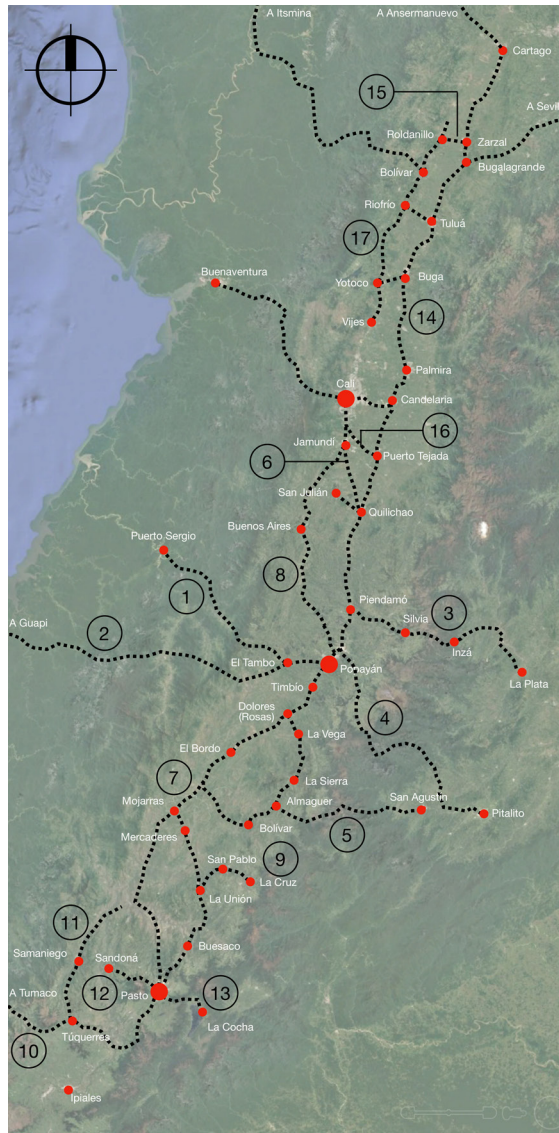 A Itsmina
A Ansermanuevo
Cartago
15
A Sevil
Roldanillo
Zarzal
Bugalagrande
Bolívar
Riofrío
Tuluá
17
Buenaventura
Yotoco
Buga
14
Vijes
Palmira
Cali
Candelaria
16
Jamundí
6
Puerto Tejada
San Julián
Quilichao
Buenos Aires
Puerto Sergio
8
1
Piendamó
3
A Guapi
2
Silvia
Inzá
El Tambo
Popayán
La Plata
Timbío
Dolores
(Rosas)
4
La Vega
El Bordo
7
La Sierra
Mojarras
Almaguer
San Agustín
Pitalito
Mercaderes
Bolívar
5
9
San Pablo
La Cruz
La Unión
11
Buesaco
Samaniego
Sandoná
A Tumaco
12
Pasto
13
La Cocha
Túquerres
10
Ipiales